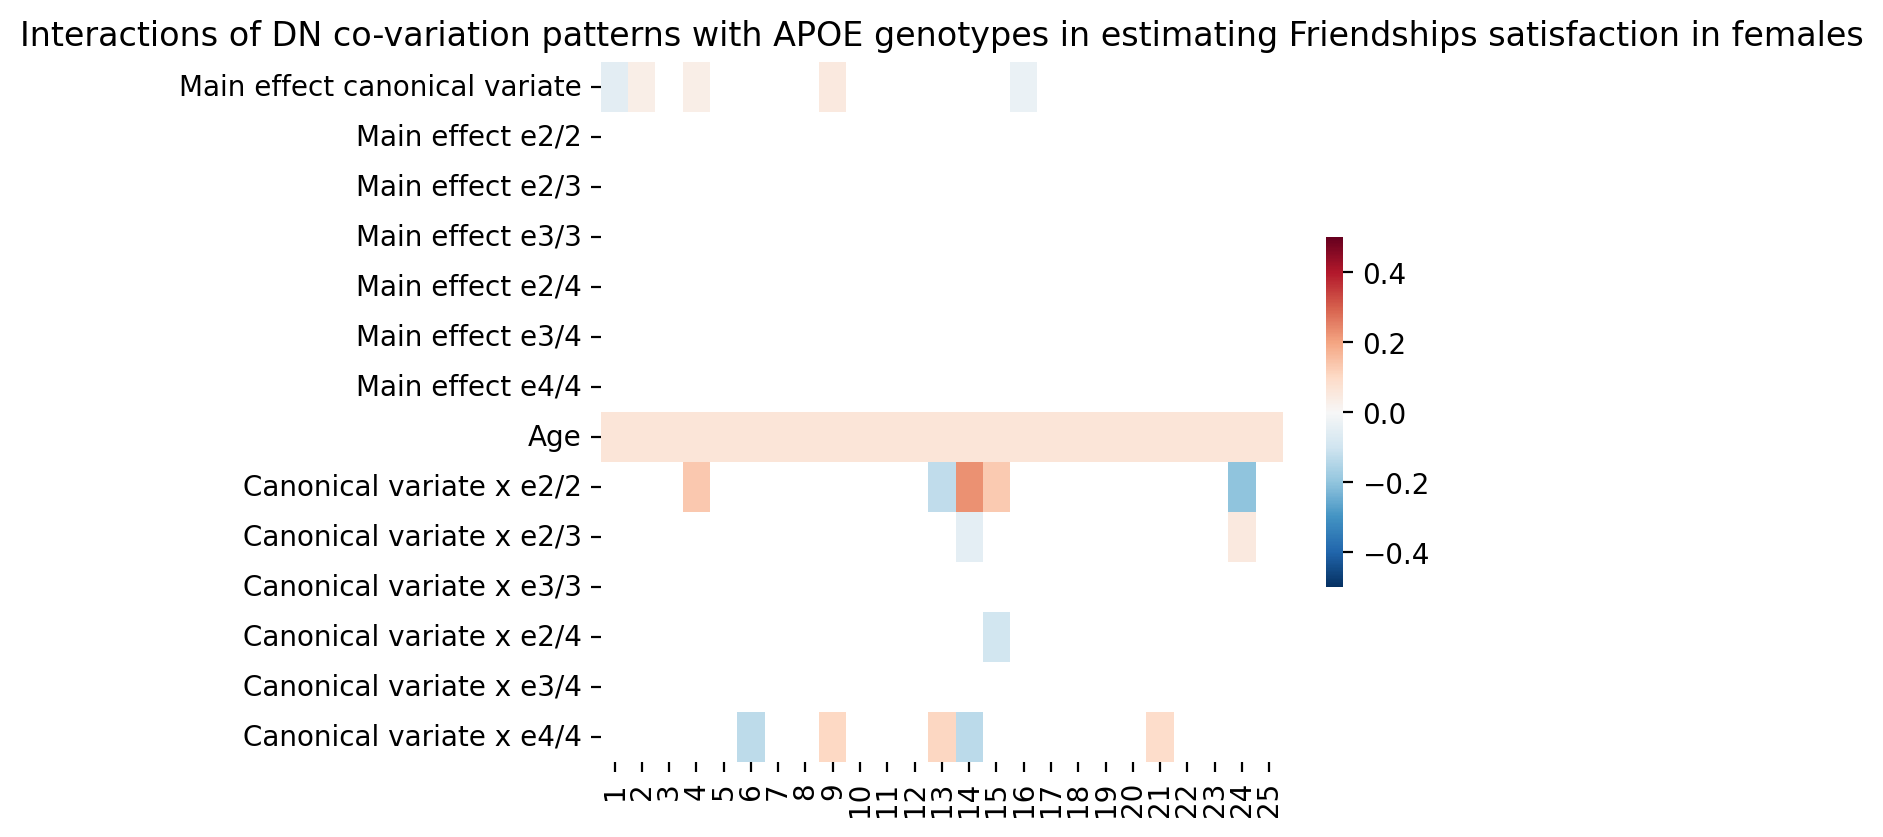 Interactions of DN co-variation patterns with APOE genotypes in estimating Friendships satisfaction in females
Main effect canonical variate
Main effect e2/2
Main effect e2/3
Main effect e3/3
Main effect e2/4
Main effect e3/4
Main effect e4/4
Age
Canonical variate x e2/2
Canonical variate x e2/3
Canonical variate x e3/3
Canonical variate x e2/4
Canonical variate x e3/4
Canonical variate x e4/4
1 2 3 4 5 6 7 8 9 10 11 12 13 14 15 16 17 18 19 20 21 22 23 24 25
0.4
0.2
0.0
−0.2
−0.4